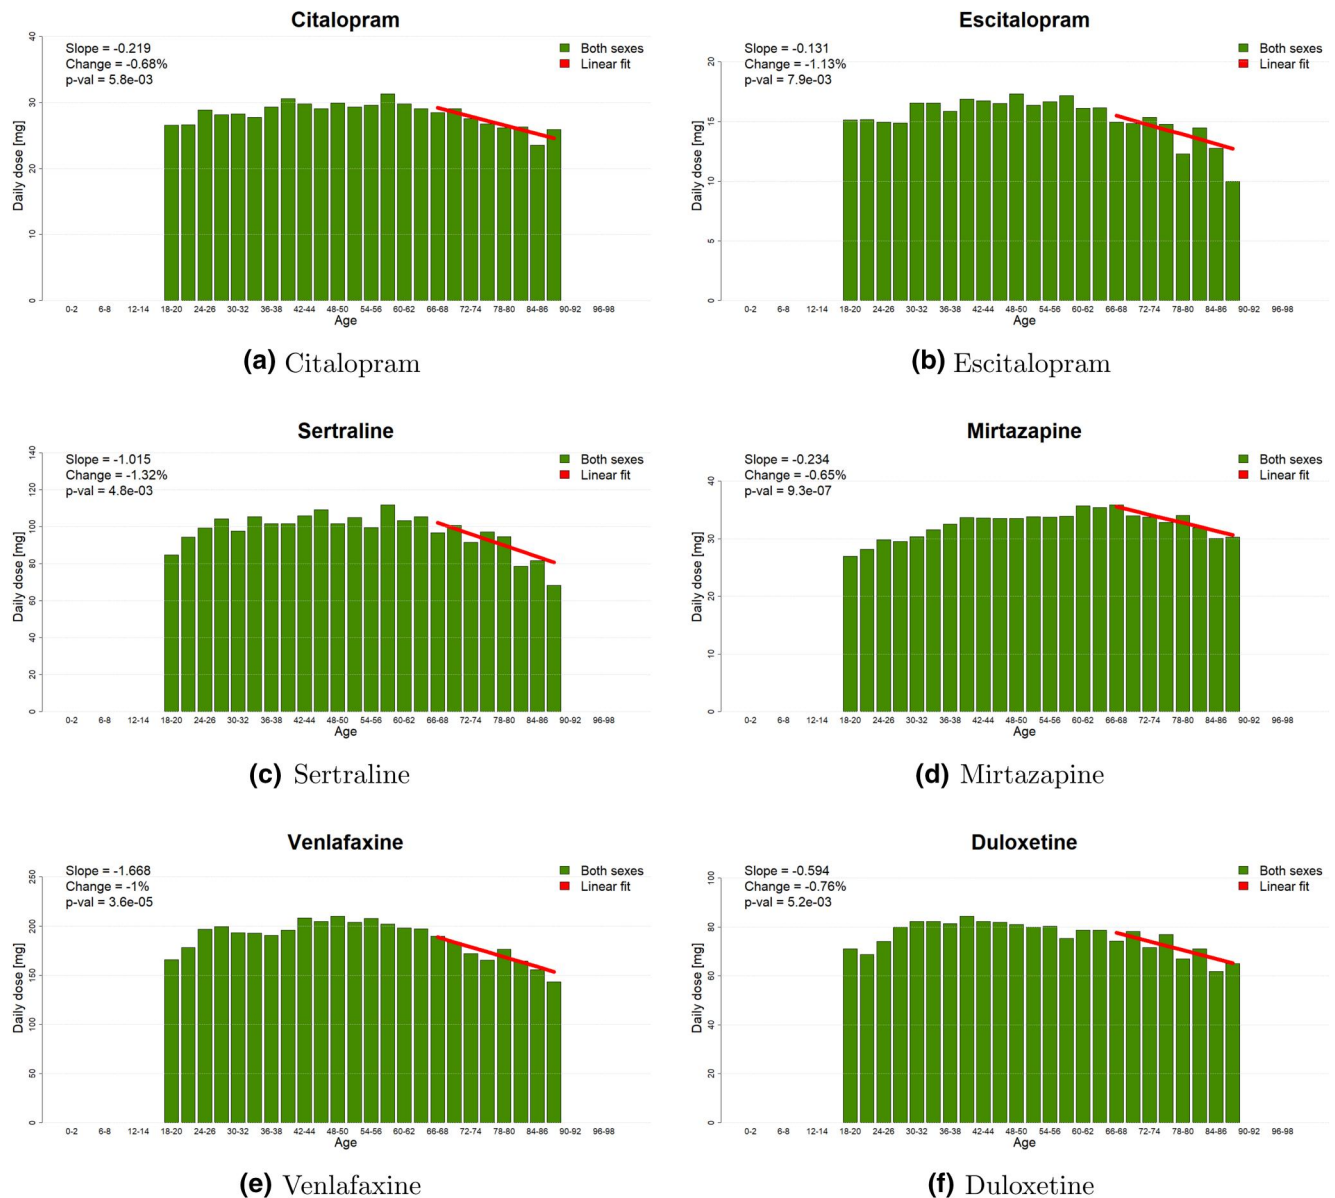 Citalopram
Slope = -0.219
Change = -0.68%
p-val = 5.8e-03
Both sexes
Linear fit
Daily dose [mg]
0 10 20 30 40
0-2 6-8 12-14 18-20 24-26 30-32 36-38 42-44 48-50 54-56 60-62 66-68 72-74 78-80 84-86 90-92 96-98
Age
(a) Citalopram
Escitalopram
Slope = -0.131
Change = -1.13%
p-val = 7.9e-03
Both sexes
Linear fit
Daily dose [mg]
0 5 10 15 20
0-2 6-8 12-14 18-20 24-26 30-32 36-38 42-44 48-50 54-56 60-62 66-68 72-74 78-80 84-86 90-92 96-98
Age
(b) Escitalopram
Sertraline
Slope = -1.015
Change = -1.32%
p-val = 4.8e-03
Both sexes
Linear fit
Daily dose [mg]
0 20 40 60 80 100 120 140
0-2 6-8 12-14 18-20 24-26 30-32 36-38 42-44 48-50 54-56 60-62 66-68 72-74 78-80 84-86 90-92 96-98
Age
(c) Sertraline
Mirtazapine
Slope = -0.234
Change = -0.65%
p-val = 9.3e-07
Both sexes
Linear fit
Daily dose [mg]
0 10 20 30 40
0-2 6-8 12-14 18-20 24-26 30-32 36-38 42-44 48-50 54-56 60-62 66-68 72-74 78-80 84-86 90-92 96-98
Age
(d) Mirtazapine
Venlafaxine
Slope = -1.668
Change = -1%
p-val = 3.6e-05
Both sexes
Linear fit
Daily dose [mg]
0 50 100 150 200 250
0-2 6-8 12-14 18-20 24-26 30-32 36-38 42-44 48-50 54-56 60-62 66-68 72-74 78-80 84-86 90-92 96-98
Age
(e) Venlafaxine
Duloxetine
Slope = -0.594
Change = -0.76%
p-val = 5.2e-03
Both sexes
Linear fit
Daily dose [mg]
0 20 40 60 80 100
0-2 6-8 12-14 18-20 24-26 30-32 36-38 42-44 48-50 54-56 60-62 66-68 72-74 78-80 84-86 90-92 96-98
Age
(f) Duloxetine